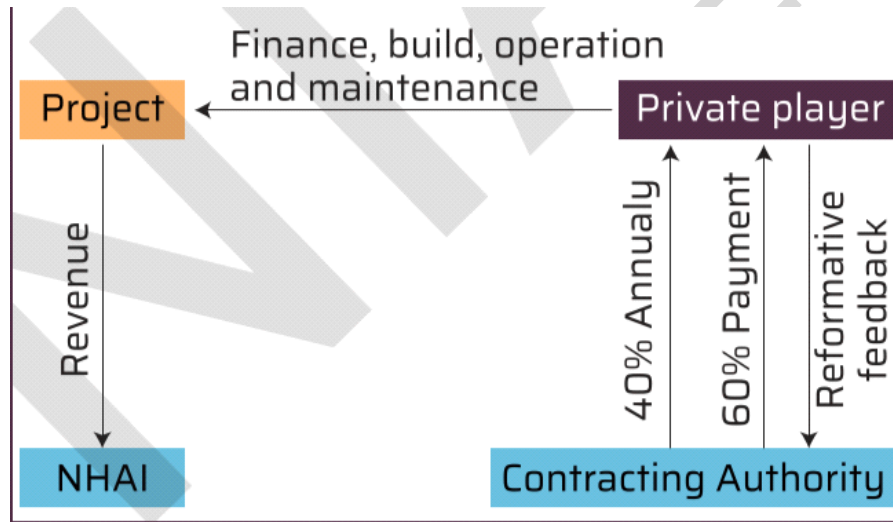 Finance, build, operation
and maintenance
Project
Private player
Revenue
40% Annualy
60% Payment
Reformative
feedback
NHAI
Contracting Authority